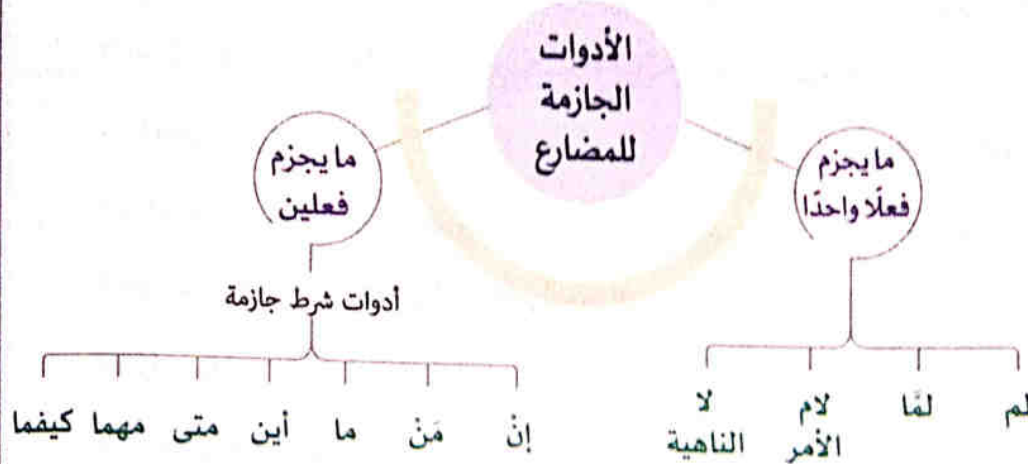 الأدوات
الجازمة
للمضارع
ما يجزم
فعلًا واحدًا
لم
لمَّا
لام
الأمر
لا
الناهية
ما يجزم
فعلين
أدوات شرط جازمة
إنْ
مَنْ
ما
أين
متى
مهما
كيفما